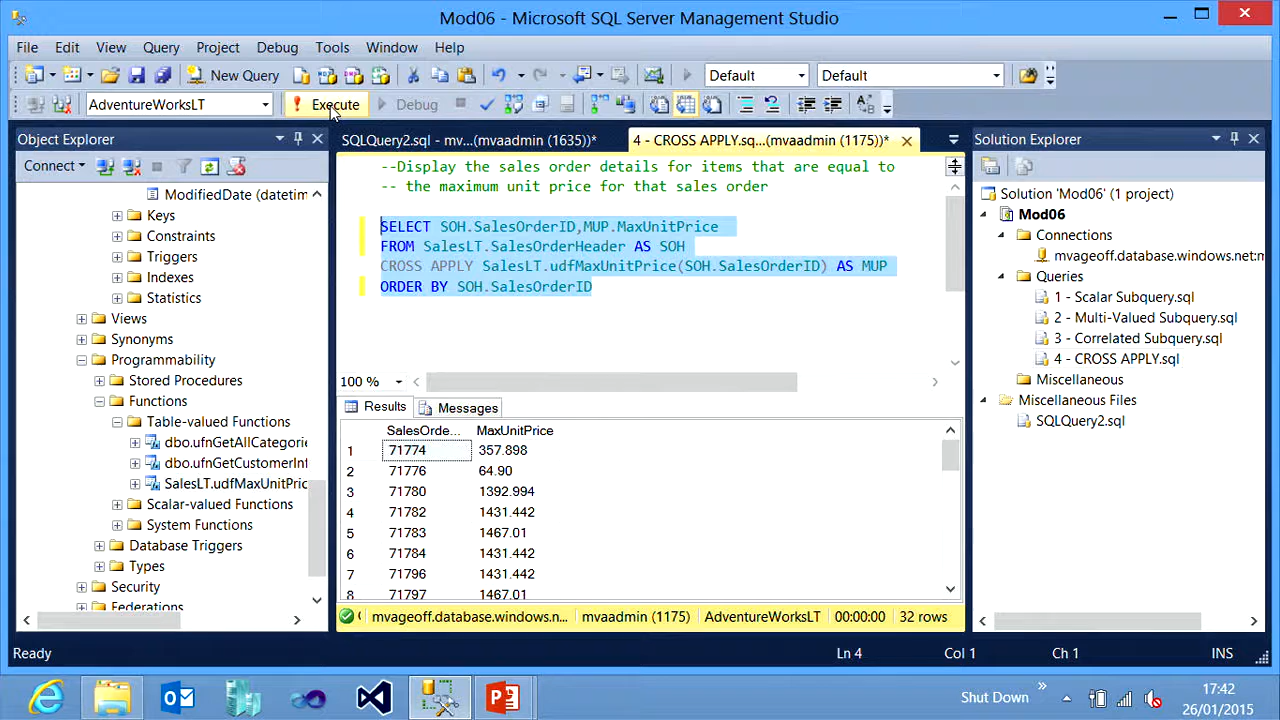 Mod06 - Microsoft SQL Server Management Studio
File Edit View Query Project Debug Tools Window Help
New Query Default Default
AdventureWorksLT Execute Debug
Object Explorer
Connect
ModifiedDate (datetim
Keys
Constraints
Triggers
Indexes
Statistics
Views
Synonyms
Programmability
Stored Procedures
Functions
Table-valued Functions
dbo.ufnGetAllCategorie
dbo.ufnGetCustomerInf
SalesLT.udfMaxUnitPric
Scalar-valued Functions
System Functions
Database Triggers
Types
Security
Federations
SQLQuery2.sql - mv...(mvaadmin (1635))*
4 - CROSS APPLY.sq...(mvaadmin (1175))*
--Display the sales order details for items that are equal to
-- the maximum unit price for that sales order
SELECT SOH.SalesOrderID,MUP.MaxUnitPrice
FROM SalesLT.SalesOrderHeader AS SOH
CROSS APPLY SalesLT.udfMaxUnitPrice(SOH.SalesOrderID) AS MUP
ORDER BY SOH.SalesOrderID
100 %
Results Messages
SalesOrde... MaxUnitPrice
1 71774 357.898
2 71776 64.90
3 71780 1392.994
4 71782 1431.442
5 71783 1467.01
6 71784 1431.442
7 71796 1431.442
8 71797 1467.01
mvageoff.database.windows.n... mvaadmin (1175) AdventureWorksLT 00:00:00 32 rows
Solution Explorer
Solution 'Mod06' (1 project)
Mod06
Connections
mvageoff.database.windows.net:m
Queries
1 - Scalar Subquery.sql
2 - Multi-Valued Subquery.sql
3 - Correlated Subquery.sql
4 - CROSS APPLY.sql
Miscellaneous
Miscellaneous Files
SQLQuery2.sql
Ready Ln 4 Col 1 Ch 1 INS
Shut Down
17:42
26/01/2015